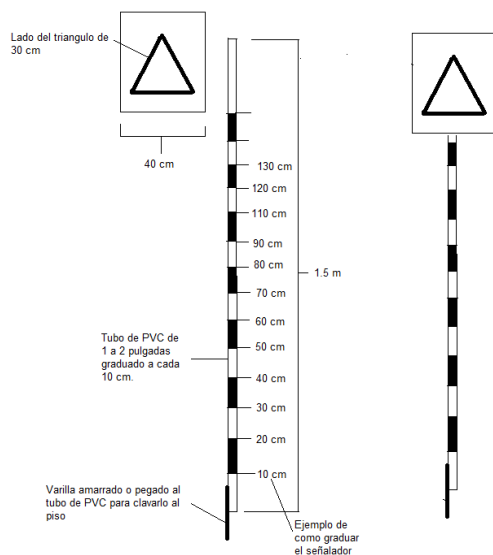 Lado del triangulo de
30 cm
40 cm
130 cm
120 cm
110 cm
90 cm
80 cm
70 cm
60 cm
50 cm
40 cm
30 cm
20 cm
10 cm
1.5 m
Tubo de PVC de
1 a 2 pulgadas
graduado a cada
10 cm.
Varilla amarrado o pegado al
tubo de PVC para clavarlo al
piso
Ejemplo de
como graduar
el señalador